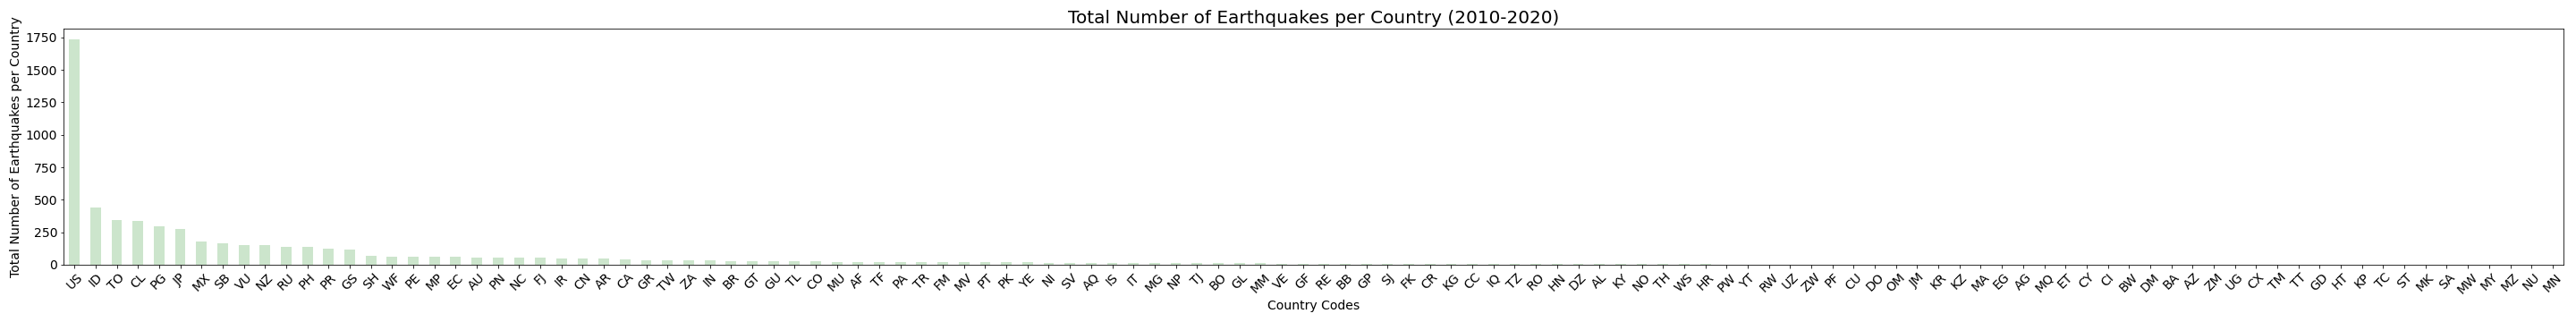 Total Number of Earthquakes per Country (2010-2020)
Total Number of Earthquakes per Country
1750
1500
1250
1000
750
500
250
0
US ID TO CL PG JP MX SB VU NZ RU PH PR GS SH WF PE MP EC AU PN NC FJ IR CN AR CA GR TW ZA IN BR GT GU TL CO MU AF TF PA TR FM MV PT PK YE NI SV AQ IS IT MG NP TJ BO GL MM VE GF RE BB GP SJ FK CR KG CC IQ TZ RO HN DZ AL KY NO TH WS HR PW YT RW UZ ZW PF CU DO OM JM KR KZ MA EG AG MQ ET CY CI BW DM BA AZ ZM UG CX TM TT GD HT KP TC ST MK SA MW MY MZ NU MN
Country Codes